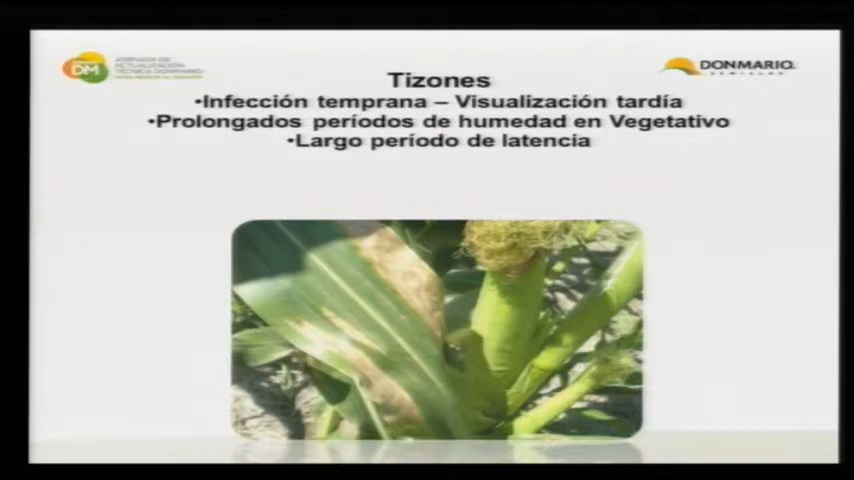 DM
JORNADA DE
ACTUALIZACIÓN
TÉCNICA DONMARIO
DONMARIO.
SEMILLAS
Tizones
•Infección temprana – Visualización tardía
•Prolongados períodos de humedad en Vegetativo
•Largo período de latencia